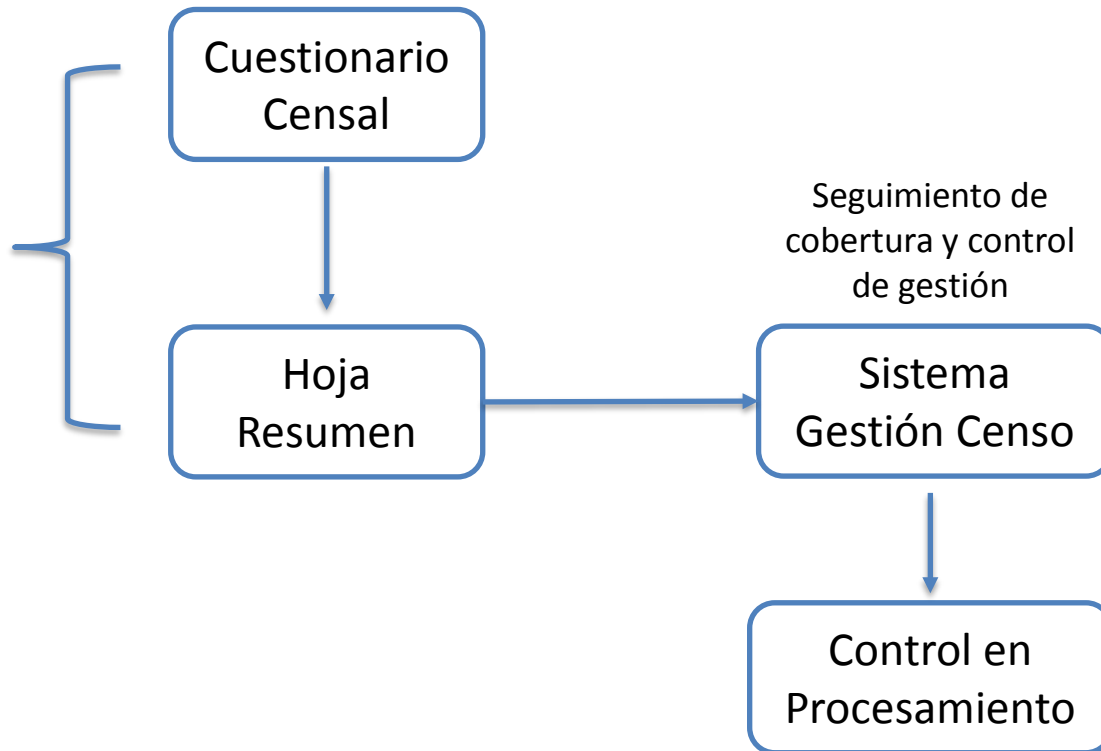 Cuestionario
Censal
Seguimiento de
cobertura y control
de gestión
Hoja
Resumen
Sistema
Gestión Censo
Control en
Procesamiento